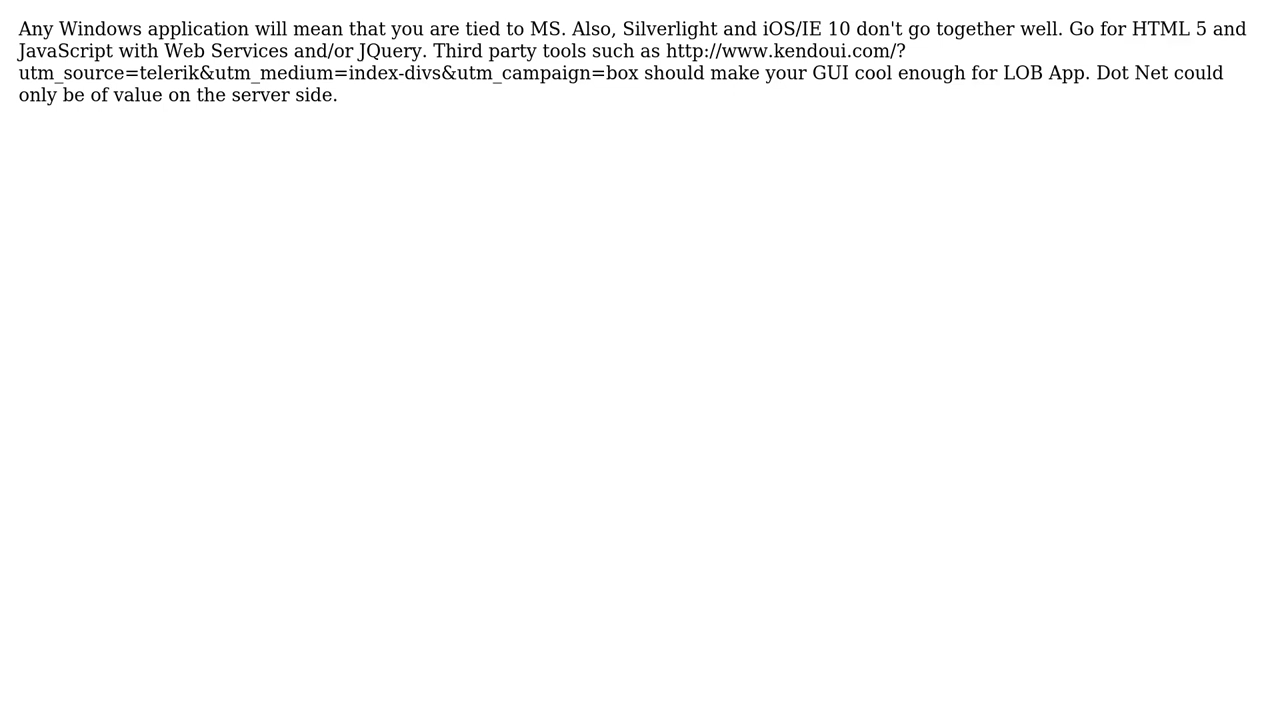 Any Windows application will mean that you are tied to MS. Also, Silverlight and iOS/IE 10 don't go together well. Go for HTML 5 and
JavaScript with Web Services and/or JQuery. Third party tools such as http://www.kendoui.com/?
utm_source=telerik&utm_medium=index-divs&utm_campaign=box should make your GUI cool enough for LOB App. Dot Net could
only be of value on the server side.